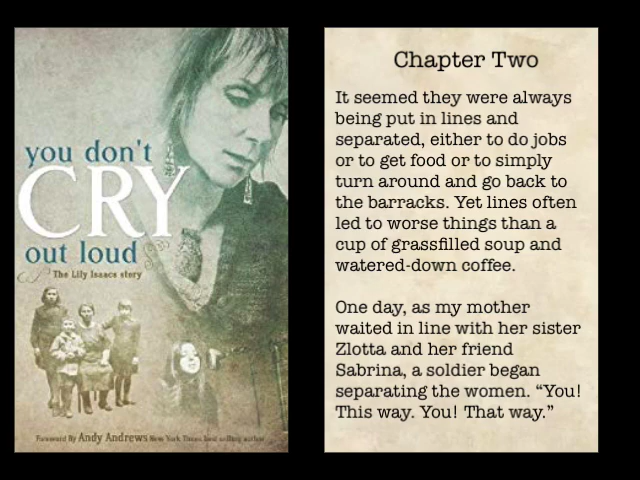 you don't
CRY
out loud
The Lily Isaacs story
Foreword By Andy Andrews New York Times best selling author
Chapter Two
It seemed they were always
being put in lines and
separated, either to do jobs
or to get food or to simply
turn around and go back to
the barracks. Yet lines often
led to worse things than a
cup of grassfilled soup and
watered-down coffee.
One day, as my mother
waited in line with her sister
Zlotta and her friend
Sabrina, a soldier began
separating the women. “You!
This way. You! That way.”